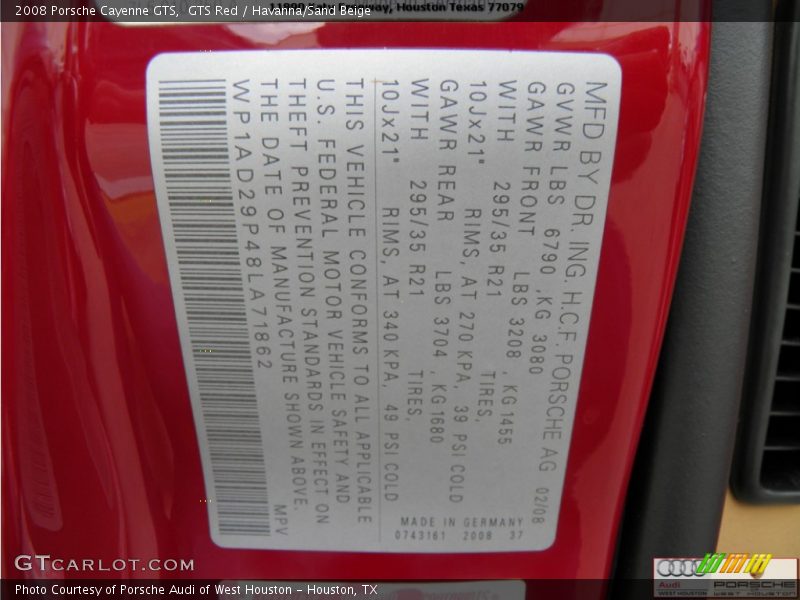 2008 Porsche Cayenne GTS,  GTS Red / Havanna/Sand Beige
Houston Texas 77079
MFD BY DR. ING. H.C.F. PORSCHE AG 02/08
GVWR LBS 6790 ,KG 3080
GAWR FRONT LBS 3208 , KG 1455
WITH 295/35 R21 TIRES,
10Jx21" RIMS, AT 270 KPA, 39 PSI COLD
GAWR REAR LBS 3704 , KG 1680
WITH 295/35 R21 TIRES.
10Jx21" RIMS, AT 340 KPA, 49 PSI COLD
THIS VEHICLE CONFORMS TO ALL APPLICABLE
U.S. FEDERAL MOTOR VEHICLE SAFETY AND
THEFT PREVENTION STANDARDS IN EFFECT ON
THE DATE OF MANUFACTURE SHOWN ABOVE.
WP1AD29P48LA71862 MPV
MADE IN GERMANY
0743161 2008 37
GTCARLOT.COM
Audi PORSCHE
WEST HOUSTON WEST HOUSTON
Photo Courtesy of Porsche Audi of West Houston - Houston, TX